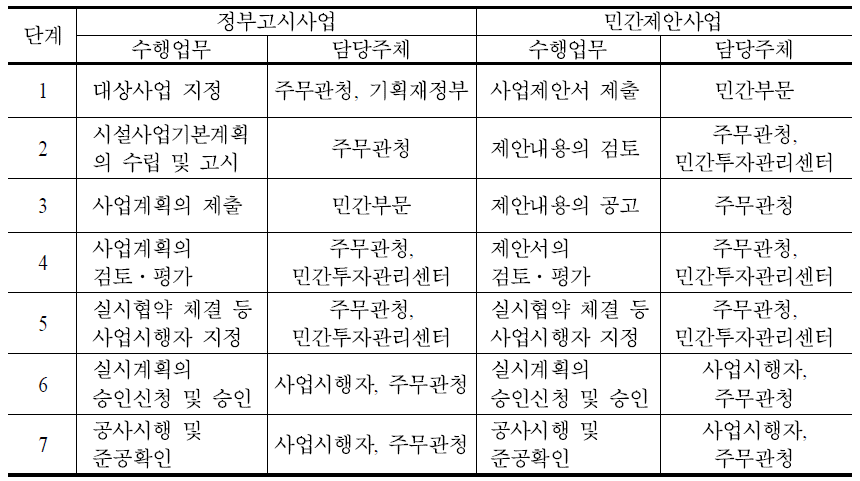 단계 정부고시사업 민간제안사업
수행업무 담당주체 수행업무 담당주체
1 대상사업 지정 주무관청, 기획재정부 사업제안서 제출 민간부문
2 시설사업기본계획의 수립 및 고시 주무관청 제안내용의 검토 주무관청, 민간투자관리센터
3 사업계획의 제출 민간부문 제안내용의 공고 주무관청
4 사업계획의 검토·평가 주무관청, 민간투자관리센터 제안서의 검토·평가 주무관청, 민간투자관리센터
5 실시협약 체결 등 사업시행자 지정 주무관청, 민간투자관리센터 실시협약 체결 등 사업시행자 지정 주무관청, 민간투자관리센터
6 실시계획의 승인신청 및 승인 사업시행자, 주무관청 실시계획의 승인신청 및 승인 사업시행자, 주무관청
7 공사시행 및 준공확인 사업시행자, 주무관청 공사시행 및 준공확인 사업시행자, 주무관청